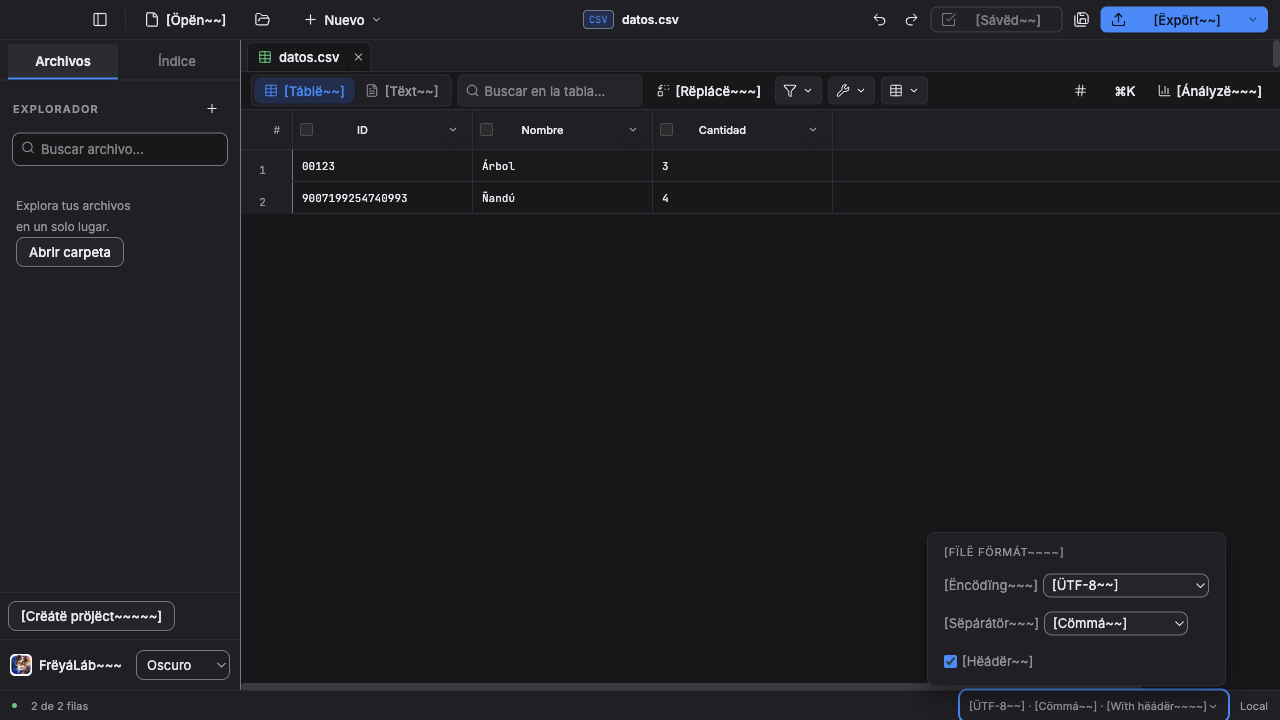 [Öpën~~] Nuevo CSV datos.csv [Sávëd~~] [Ëxpört~~]
Archivos Índice datos.csv
[Táblë~~] [Tëxt~~] Buscar en la tabla... [Rëplácë~~~] ⌘K [Ánályzë~~~]
EXPLORADOR +
# ID Nombre Cantidad
Buscar archivo...
1 00123 Árbol 3
2 9007199254740993 Ñandú 4
Explora tus archivos
en un solo lugar.
Abrir carpeta
[FÏLË FÖRMÁT~~~~]
[Ëncödïng~~~] [ÜTF-8~~]
[Sëpárátör~~~] [Cömmá~~]
[Hëádër~~]
[Crëátë pröjëct~~~~~]
FrëyáLáb~~~ Oscuro
2 de 2 filas [ÜTF-8~~] · [Cömmá~~] · [Wïth hëádër~~~~] Local